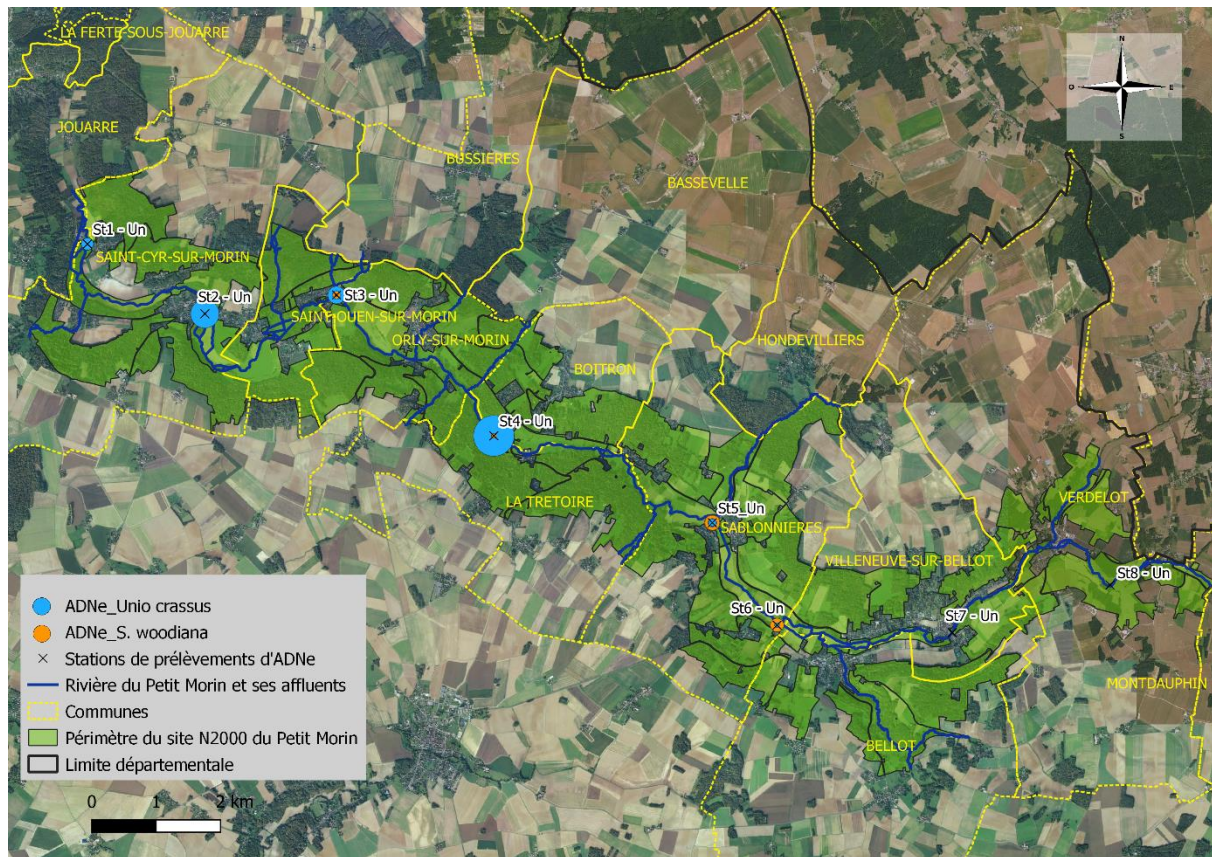 LA FERTE-SOUS-JOUARRE
N
O
E
S
JOUARRE
BUSSIERES
BASSEVELLE
St1 - Un
SAINT-CYR-SUR-MORIN
St2 - Un
St3 - Un
SAINT-OUEN-SUR-MORIN
ORLY-SUR-MORIN
HONDEVILLIERS
BOITRON
St4 - Un
LA TRETOIRE
VERDELOT
St5_Un
SABLONNIERES
VILLENEUVE-SUR-BELLOT
St8 - Un
St6 - Un
St7 - Un
MONTDAUPHIN
BELLOT
ADNe_Unio crassus
ADNe_S. woodiana
Stations de prélèvements d'ADNe
Rivière du Petit Morin et ses affluents
Communes
Périmètre du site N2000 du Petit Morin
Limite départementale
0 1 2 km